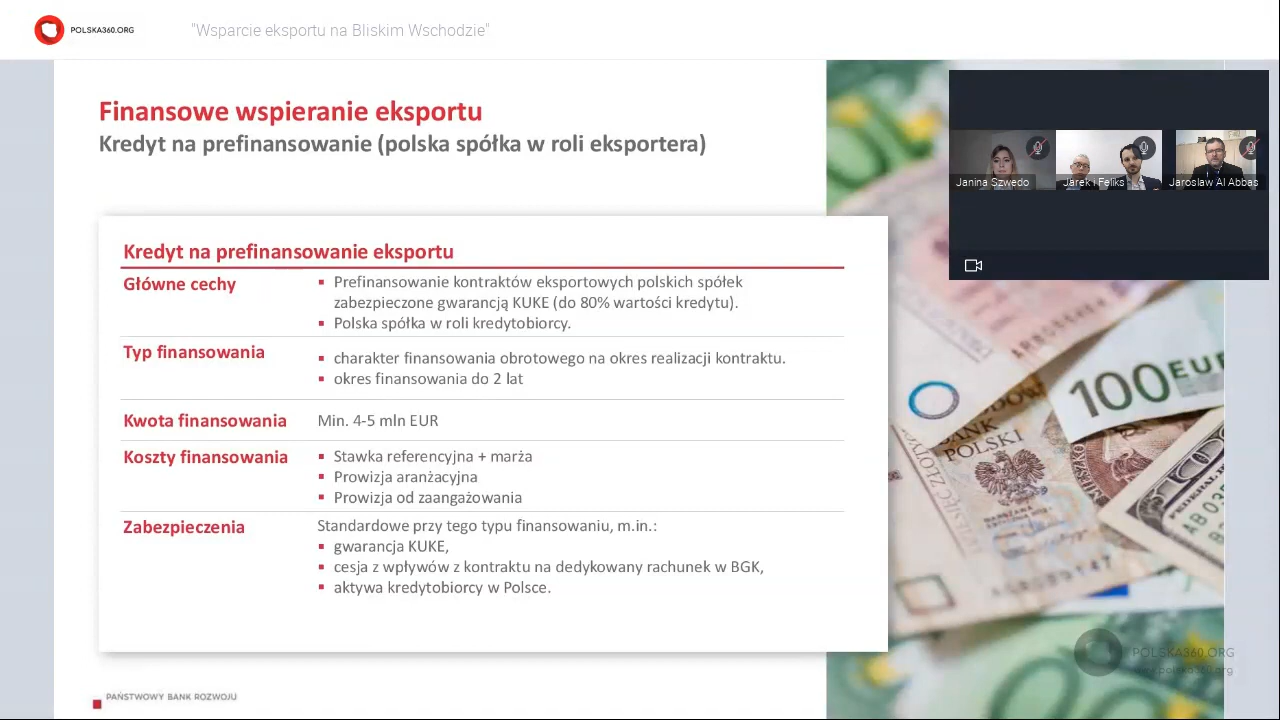 POLSKA360.ORG
"Wsparcie eksportu na Bliskim Wschodzie"
Finansowe wspieranie eksportu
Kredyt na prefinansowanie (polska spółka w roli eksportera)
Janina Szwedo
Jarek i Feliks
Jaroslaw Al Abbas
Kredyt na prefinansowanie eksportu
Główne cechy
Prefinansowanie kontraktów eksportowych polskich spółek
zabezpieczone gwarancją KUKE (do 80% wartości kredytu).
Polska spółka w roli kredytobiorcy.
Typ finansowania
charakter finansowania obrotowego na okres realizacji kontraktu.
okres finansowania do 2 lat
Kwota finansowania
Min. 4-5 mln EUR
Koszty finansowania
Stawka referencyjna + marża
Prowizja aranżacyjna
Prowizja od zaangażowania
Zabezpieczenia
Standardowe przy tego typu finansowaniu, m.in.:
gwarancja KUKE,
cesja z wpływów z kontraktu na dedykowany rachunek w BGK,
aktywa kredytobiorcy w Polsce.
100 EUR
BANK
POLSKI
POLSKA360.ORG
PAŃSTWOWY BANK ROZWOJU